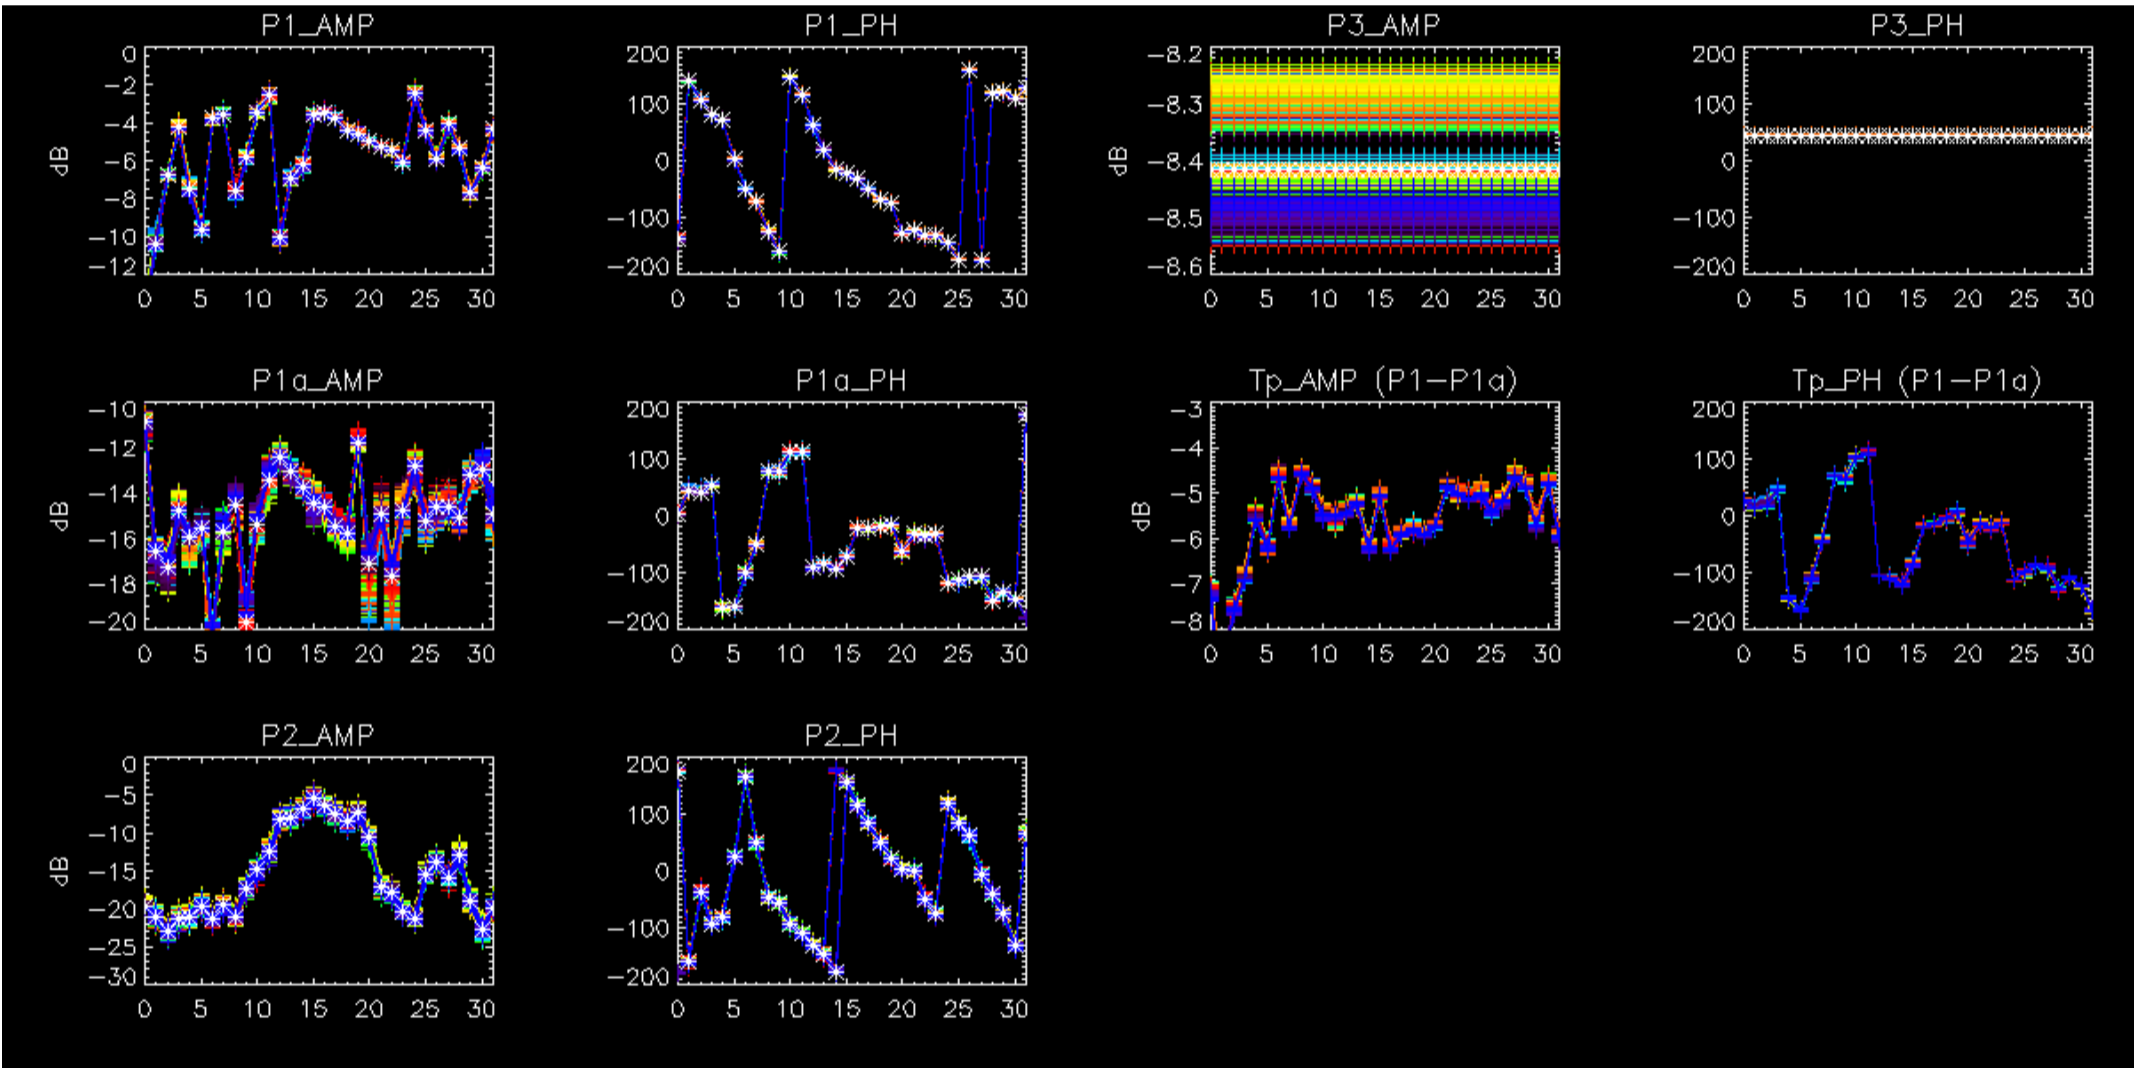 P1_AMP P1_PH P3_AMP P3_PH
0 200 -8.2 200
-2 100 -8.3 100
-4 0 -8.4 0
-6 -100 -8.5 -100
-8 -200 -8.6 -200
-10
-12
dB dB
0 5 10 15 20 25 30 0 5 10 15 20 25 30 0 5 10 15 20 25 30 0 5 10 15 20 25 30
P1a_AMP P1a_PH Tp_AMP (P1-P1a) Tp_PH (P1-P1a)
-10 200 -3 200
-12 100 -4 100
-14 0 -5 0
-16 -100 -6 -100
-18 -200 -7 -200
-20 -8
dB dB
0 5 10 15 20 25 30 0 5 10 15 20 25 30 0 5 10 15 20 25 30 0 5 10 15 20 25 30
P2_AMP P2_PH
0 200
-5 100
-10 0
-15 -100
-20 -200
-25
-30
dB
0 5 10 15 20 25 30 0 5 10 15 20 25 30